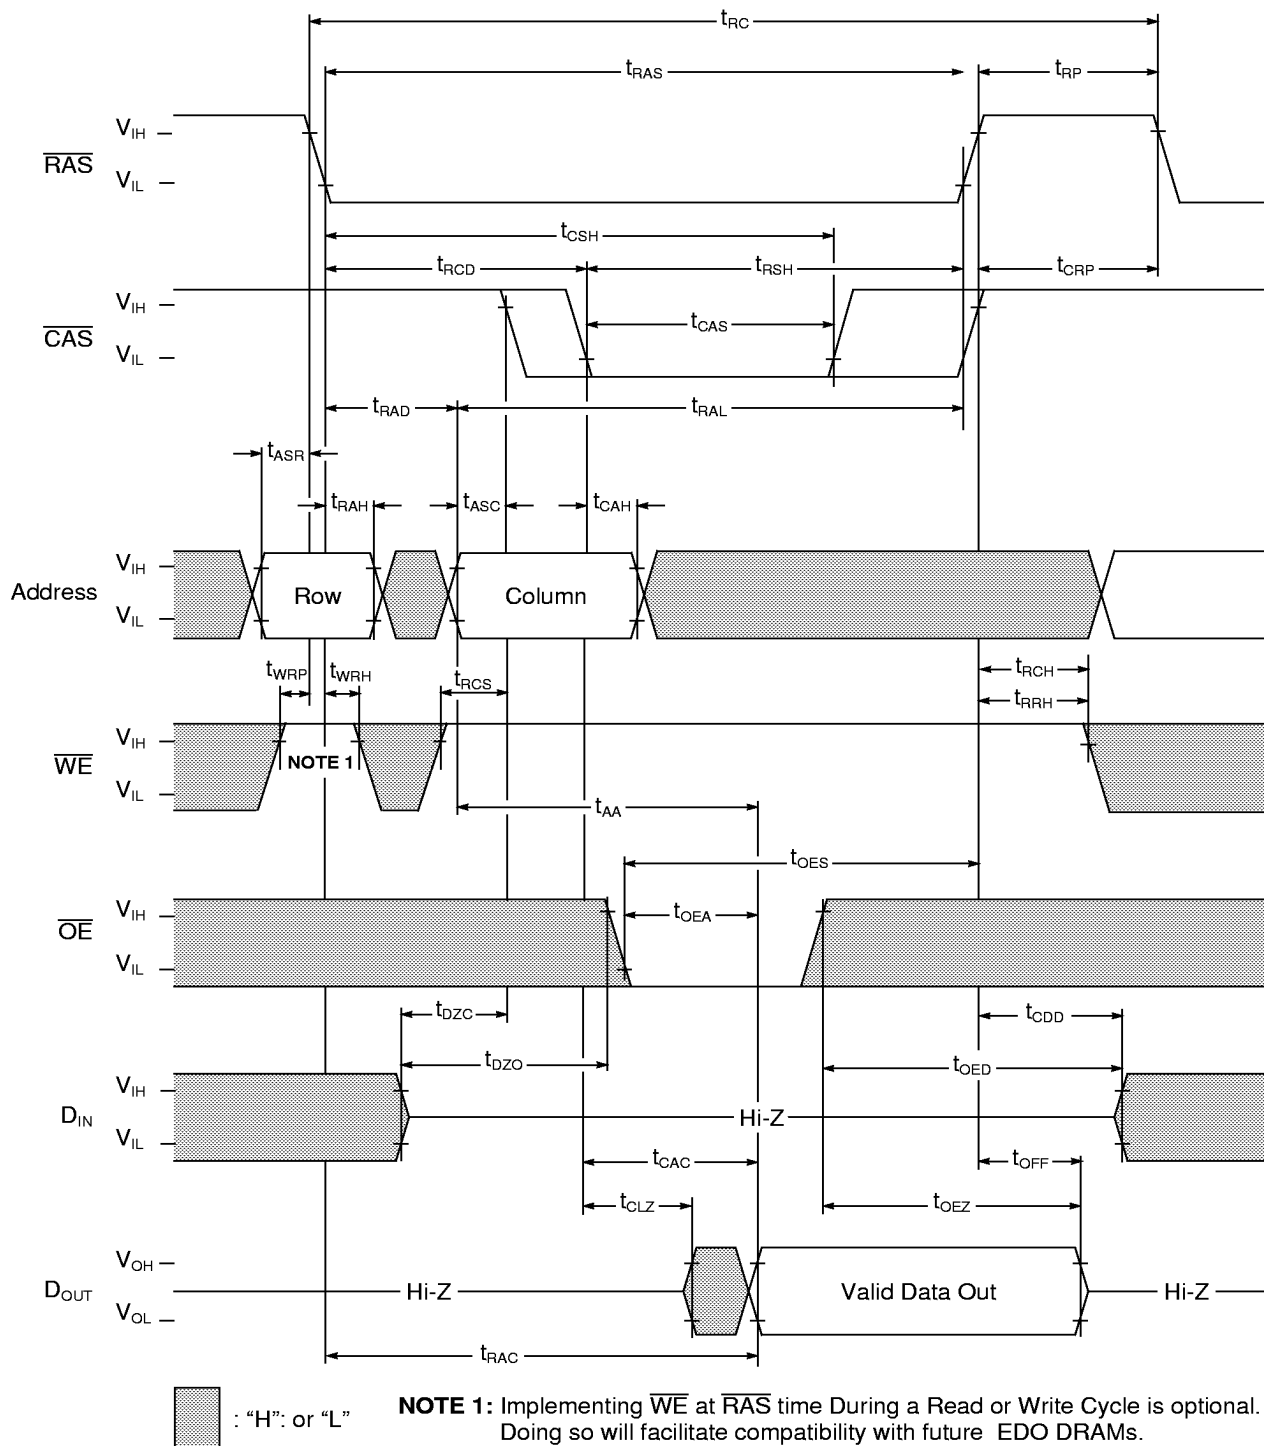 tRC
tRAS tRP
VIH
RAS
VIL
tCSH
tRCD tRSH tCRP
VIH
tCAS
CAS
VIL
tRAD tRAL
tASR
tRAH tASC tCAH
VIH
Address Row Column
VIL
tWRP tWRH tRCS tRCH
tRRH
VIH
WE NOTE 1
VIL
tAA
tOES
VIH tOEA
OE
VIL
tDZC tCDD
tDZO tOED
VIH
DIN Hi-Z
VIL
tCAC tOFF
tCLZ tOEZ
VOH
DOUT Hi-Z Valid Data Out Hi-Z
VOL
tRAC
: “H”: or “L”
NOTE 1: Implementing WE at RAS time During a Read or Write Cycle is optional.
Doing so will facilitate compatibility with future EDO DRAMs.